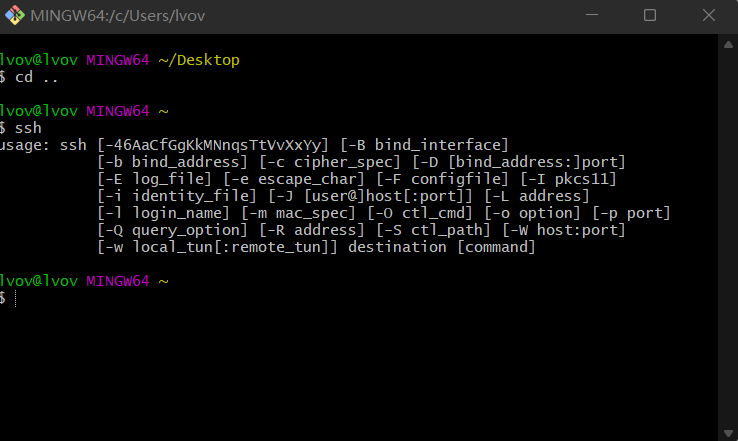 MINGW64:/c/Users/lvov
lvov@lvov MINGW64 ~/Desktop
$ cd ..
lvov@lvov MINGW64 ~
$ ssh
usage: ssh [-46AaCfGgKkMNnqsTtVvXxYy] [-B bind_interface]
           [-b bind_address] [-c cipher_spec] [-D [bind_address:]port]
           [-E log_file] [-e escape_char] [-F configfile] [-I pkcs11]
           [-i identity_file] [-J [user@]host[:port]] [-L address]
           [-l login_name] [-m mac_spec] [-O ctl_cmd] [-o option] [-p port]
           [-Q query_option] [-R address] [-S ctl_path] [-W host:port]
           [-w local_tun[:remote_tun]] destination [command]
lvov@lvov MINGW64 ~
$